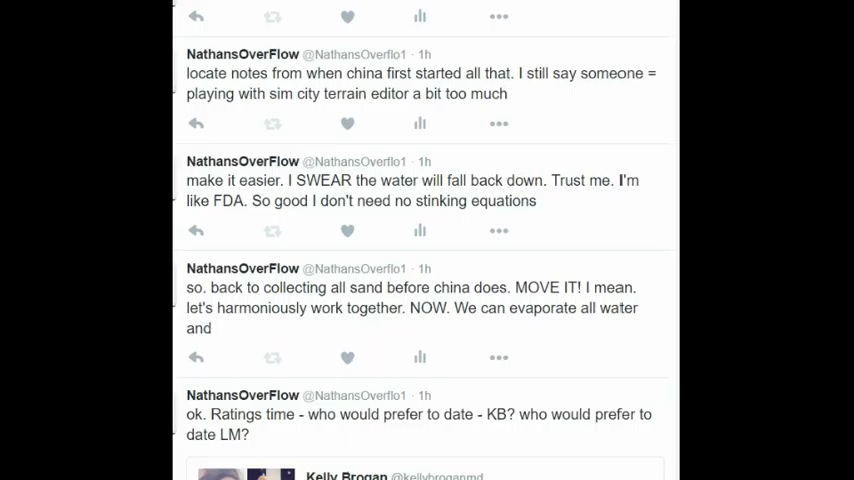 NathansOverFlow @NathansOverflo1 · 1h
locate notes from when china first started all that. I still say someone =
playing with sim city terrain editor a bit too much
NathansOverFlow @NathansOverflo1 · 1h
make it easier. I SWEAR the water will fall back down. Trust me. I'm
like FDA. So good I don't need no stinking equations
NathansOverFlow @NathansOverflo1 · 1h
so. back to collecting all sand before china does. MOVE IT! I mean.
let's harmoniously work together. NOW. We can evaporate all water
and
NathansOverFlow @NathansOverflo1 · 1h
ok. Ratings time - who would prefer to date - KB? who would prefer to
date LM?
Kelly Brogan @kellybroganmd